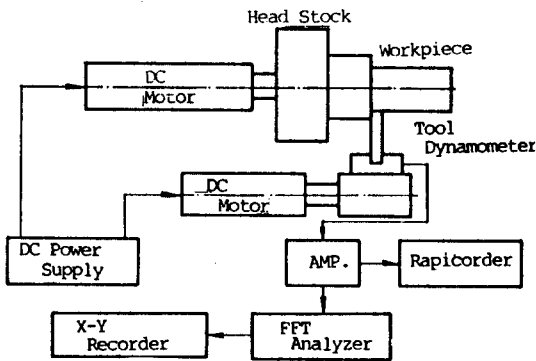 Head Stock
Workpiece
DC
Motor
Tool
Dynamometer
DC
Motor
DC Power
Supply
AMP.
Rapicorder
X-Y
Recorder
FFT
Analyzer